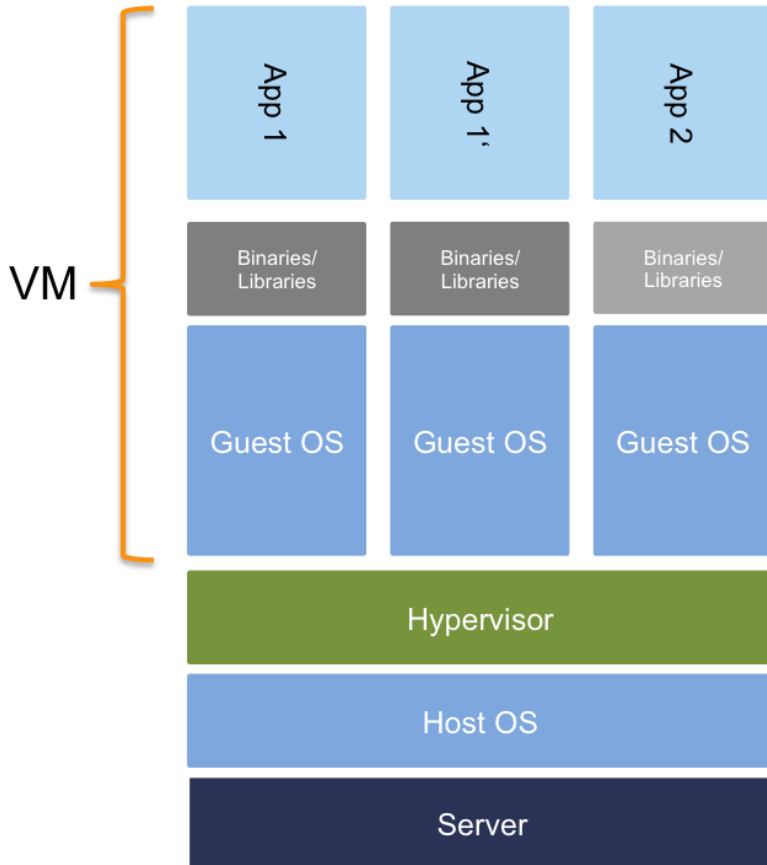 App 1
App 1‘
App 2
VM
Binaries/
Libraries
Binaries/
Libraries
Binaries/
Libraries
Guest OS
Guest OS
Guest OS
Hypervisor
Host OS
Server